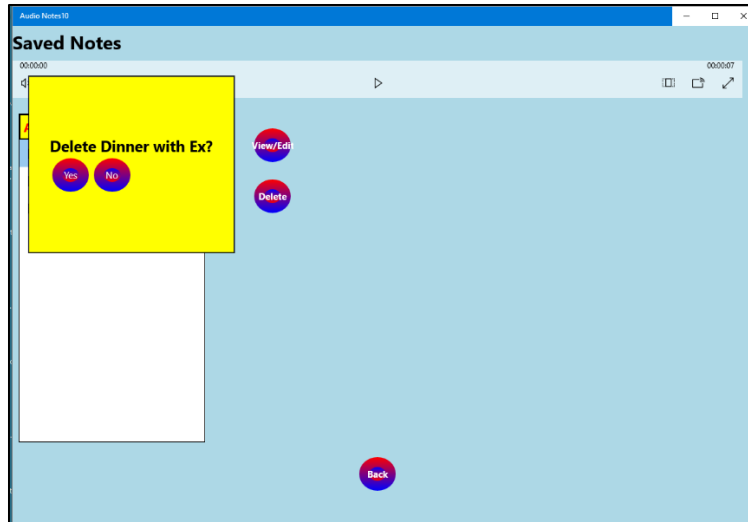 Audio Notes10
Saved Notes
00:00:00
00:00:07
Delete Dinner with Ex?
Yes No
View/Edit
Delete
Back